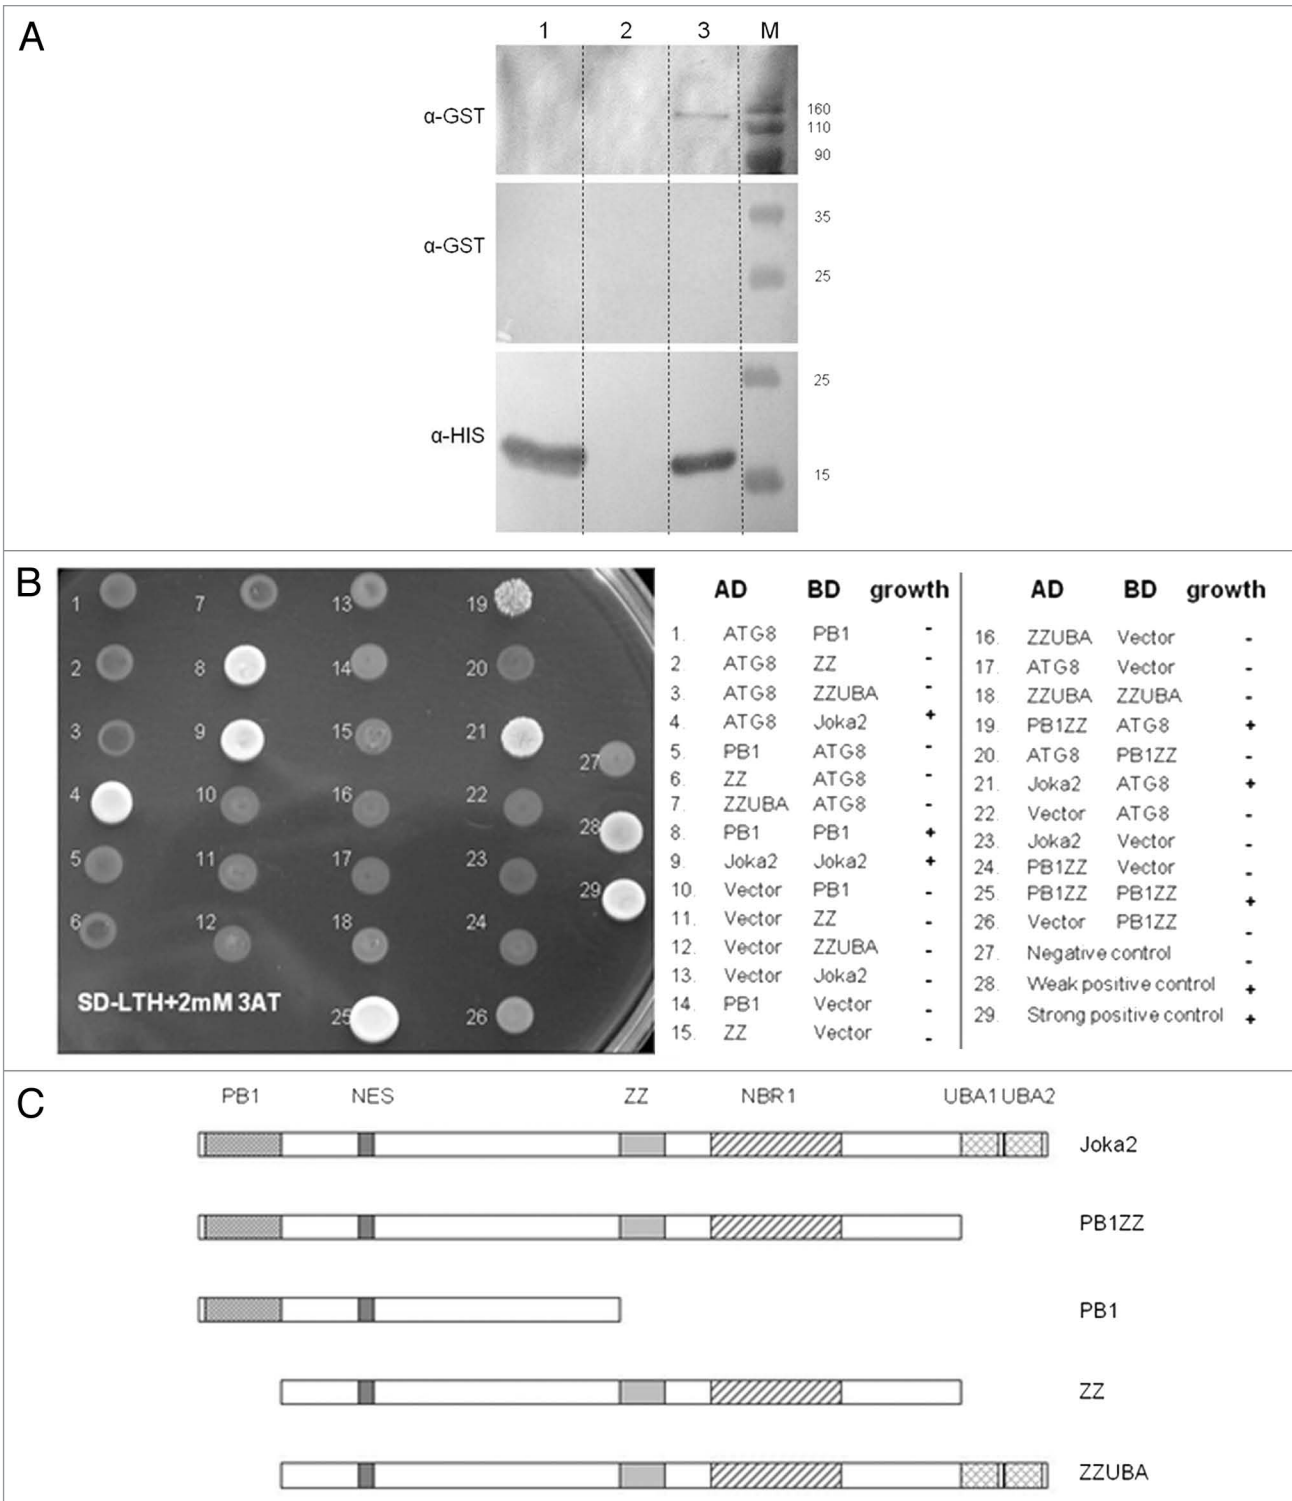 A
1 2 3 M
α-GST
160
110
90
α-GST
35
25
α-HIS
25
15
B
1 7 13 19
2 8 14 20
3 9 15 21
27
4 10 16 22
28
5 11 17 23
29
6 12 18 24
25 26
SD-LTH+2mM 3AT
AD BD growth
1. ATG8 PB1 -
2. ATG8 ZZ -
3. ATG8 ZZUBA -
4. ATG8 Joka2 +
5. PB1 ATG8 -
6. ZZ ATG8 -
7. ZZUBA ATG8 -
8. PB1 PB1 +
9. Joka2 Joka2 +
10. Vector PB1 -
11. Vector ZZ -
12. Vector ZZUBA -
13. Vector Joka2 -
14. PB1 Vector -
15. ZZ Vector -
AD BD growth
16. ZZUBA Vector -
17. ATG8 Vector -
18. ZZUBA ZZUBA -
19. PB1ZZ ATG8 +
20. ATG8 PB1ZZ -
21. Joka2 ATG8 +
22. Vector ATG8 -
23. Joka2 Vector -
24. PB1ZZ Vector -
25. PB1ZZ PB1ZZ +
26. Vector PB1ZZ -
27. Negative control -
28. Weak positive control +
29. Strong positive control +
C
PB1 NES ZZ NBR1 UBA1 UBA2
Joka2
PB1ZZ
PB1
ZZ
ZZUBA